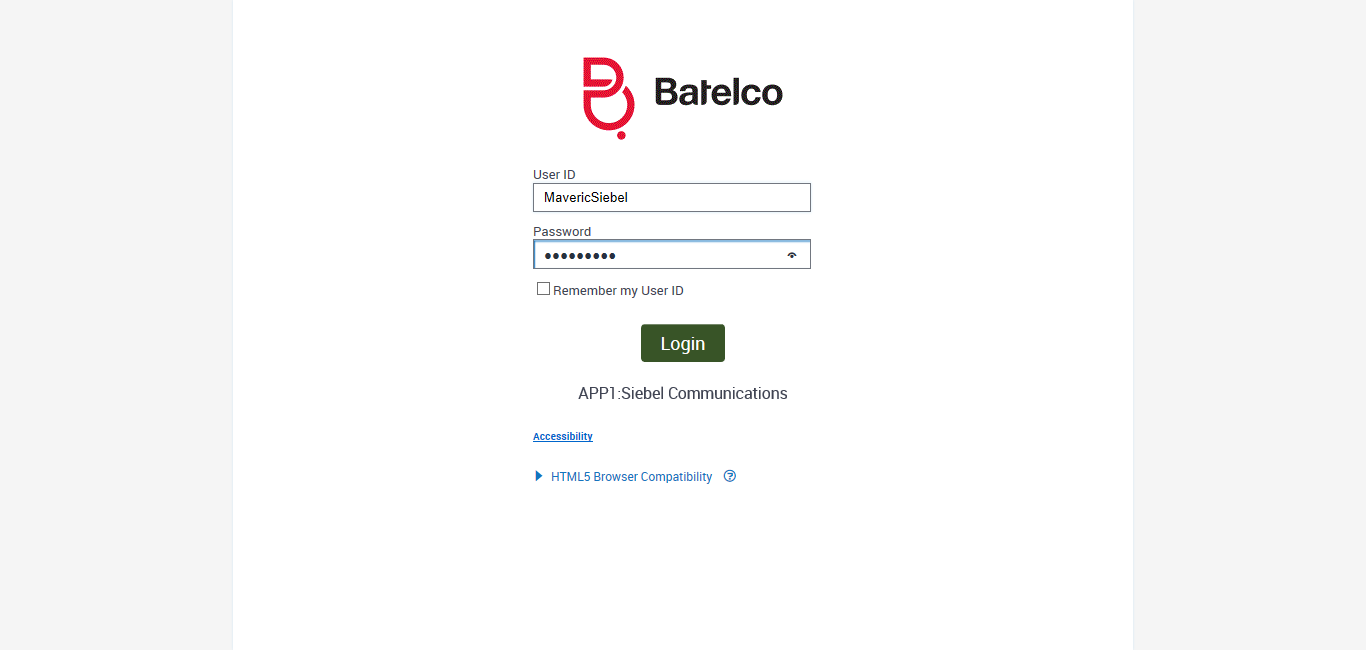 Batelco
User ID
MavericSiebel
Password
•••••••••
Remember my User ID
Login
APP1:Siebel Communications
Accessibility
HTML5 Browser Compatibility